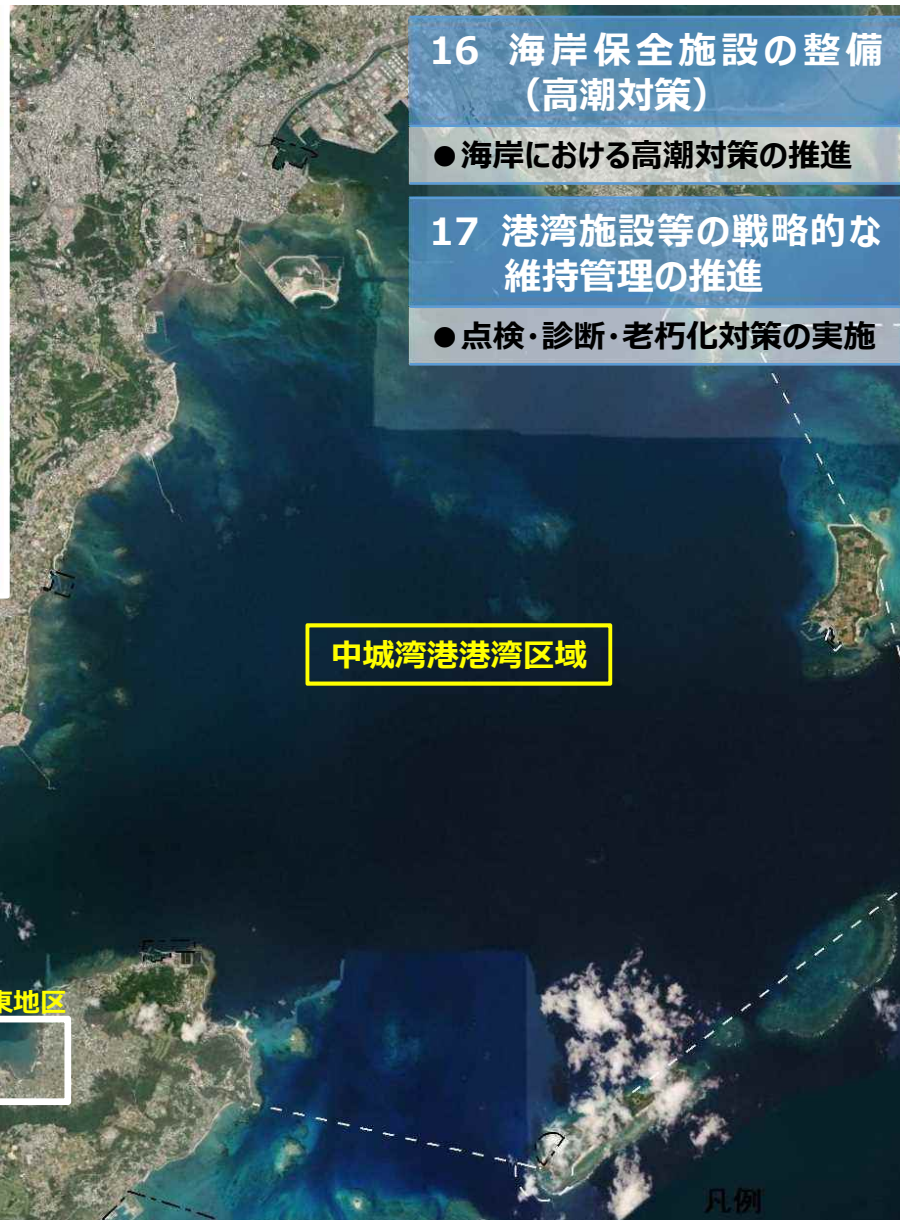 16 海岸保全施設の整備
（高潮対策）
●海岸における高潮対策の推進
17 港湾施設等の戦略的な
維持管理の推進
●点検・診断・老朽化対策の実施
中城湾港港湾区域
東地区
凡例